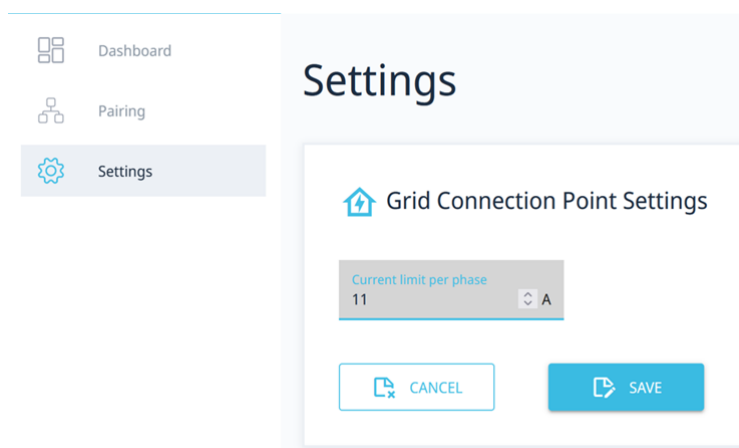 Dashboard
Pairing
Settings
Settings
Grid Connection Point Settings
Current limit per phase
11 A
CANCEL SAVE